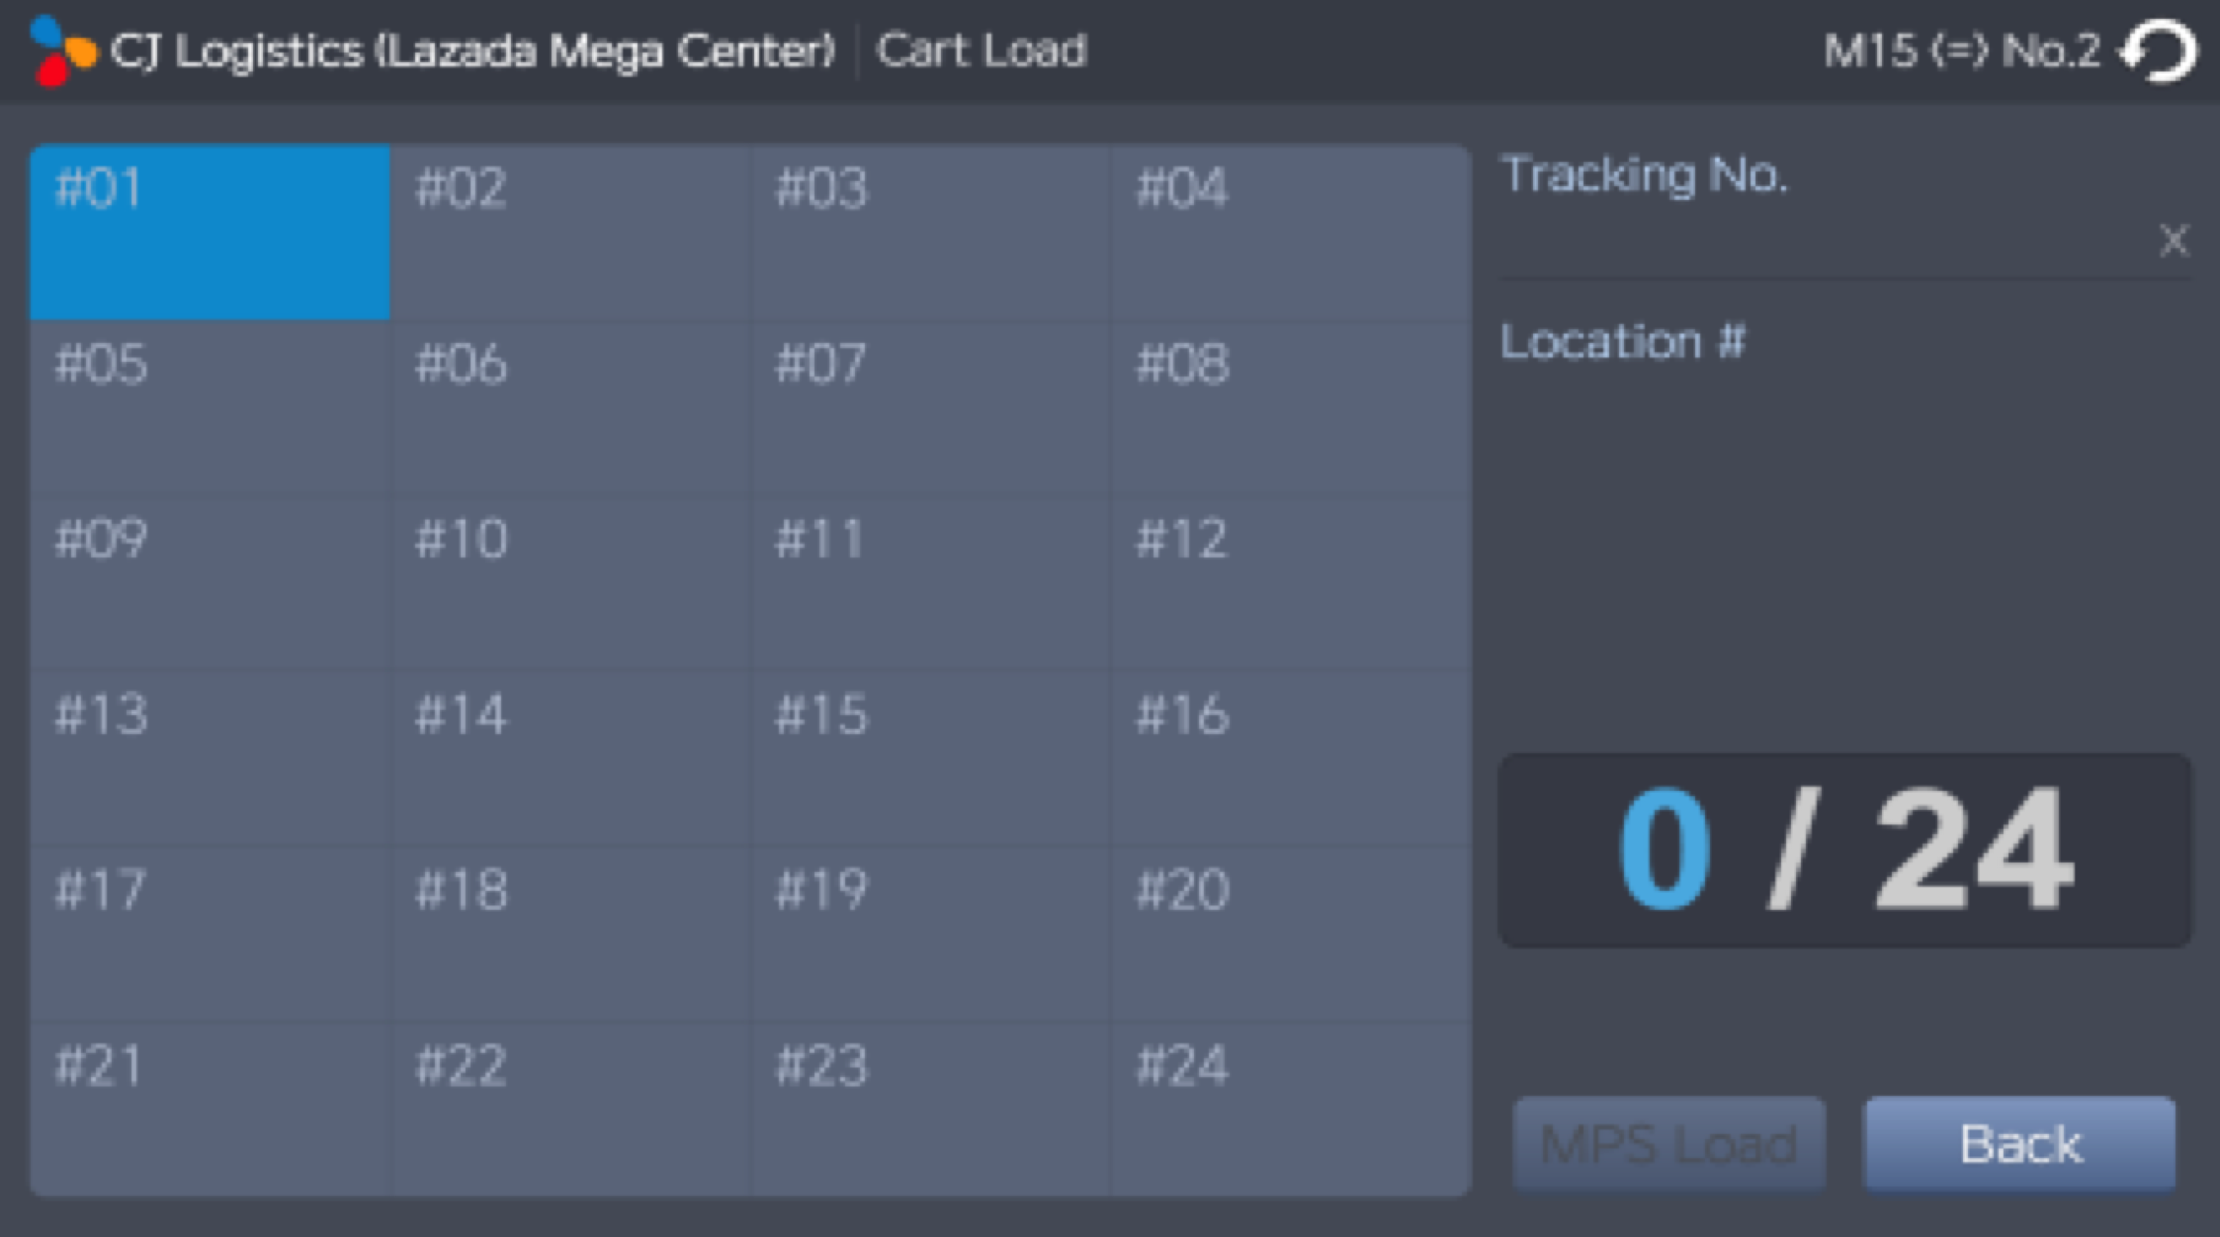 CJ Logistics (Lazada Mega Center) Cart Load M15 (=) No.2
#01 #02 #03 #04
#05 #06 #07 #08
#09 #10 #11 #12
#13 #14 #15 #16
#17 #18 #19 #20
#21 #22 #23 #24
Tracking No.
X
Location #
0 / 24
MPS Load Back